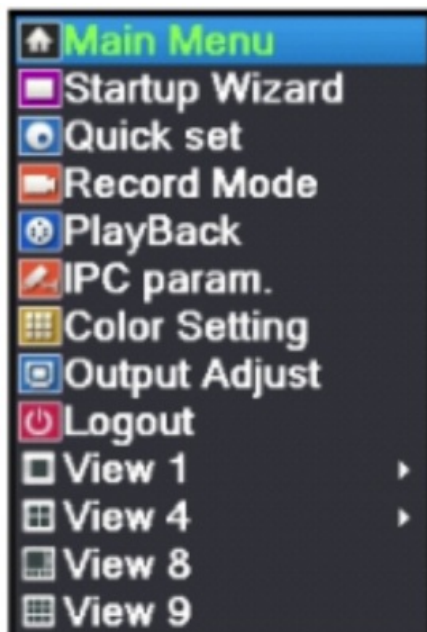 Main Menu
Startup Wizard
Quick set
Record Mode
PlayBack
IPC param.
Color Setting
Output Adjust
Logout
View 1
View 4
View 8
View 9